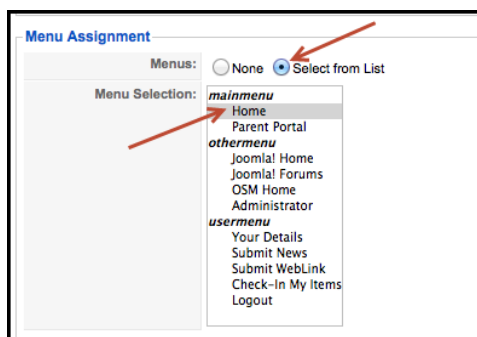 Menu Assignment
Menus: None Select from List
Menu Selection: mainmenu
Home
Parent Portal
othermenu
Joomla! Home
Joomla! Forums
OSM Home
Administrator
usermenu
Your Details
Submit News
Submit WebLink
Check-In My Items
Logout